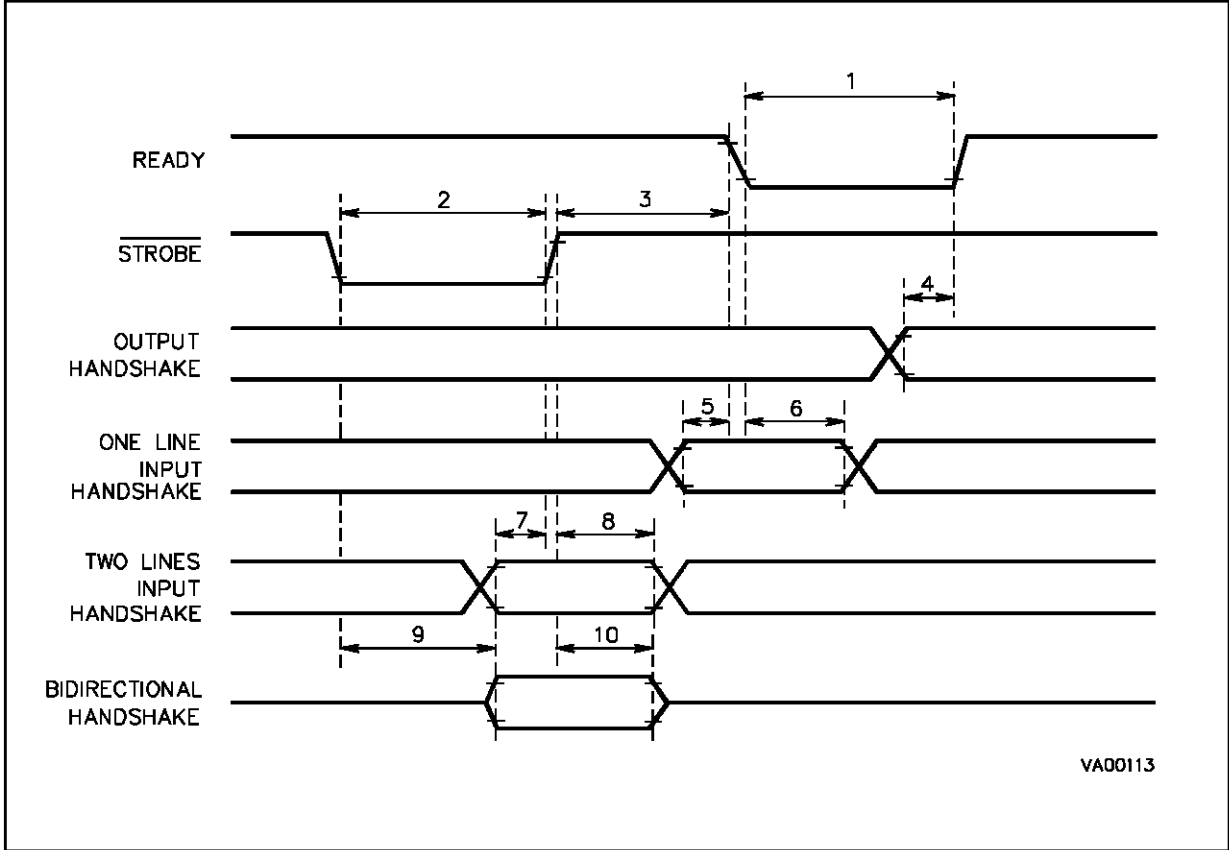 1
READY
2
3
STROBE
4
OUTPUT
HANDSHAKE
5
6
ONE LINE
INPUT
HANDSHAKE
7
8
TWO LINES
INPUT
HANDSHAKE
9
10
BIDIRECTIONAL
HANDSHAKE
VA00113